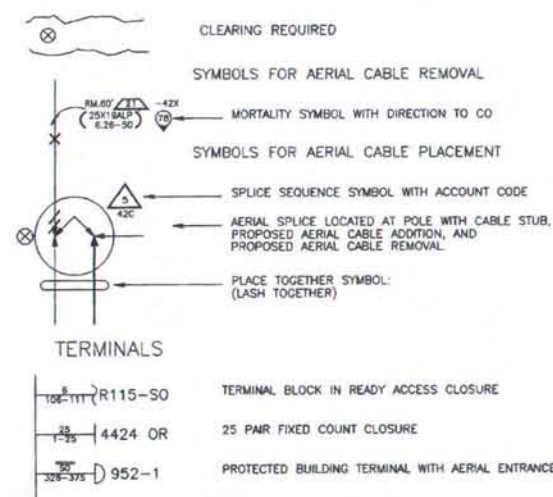 CLEARING REQUIRED
SYMBOLS FOR AERIAL CABLE REMOVAL
RM.60' 21 -42X
(25X19ALP 78
6.26-50)
MORTALITY SYMBOL WITH DIRECTION TO CO
SYMBOLS FOR AERIAL CABLE PLACEMENT
5
42C
SPLICE SEQUENCE SYMBOL WITH ACCOUNT CODE
AERIAL SPLICE LOCATED AT POLE WITH CABLE STUB,
PROPOSED AERIAL CABLE ADDITION, AND
PROPOSED AERIAL CABLE REMOVAL.
PLACE TOGETHER SYMBOL:
(LASH TOGETHER)
TERMINALS
6
106-111 R115-SO TERMINAL BLOCK IN READY ACCESS CLOSURE
25
1-25 4424 OR 25 PAIR FIXED COUNT CLOSURE
50
326-375 952-1 PROTECTED BUILDING TERMINAL WITH AERIAL ENTRANCE